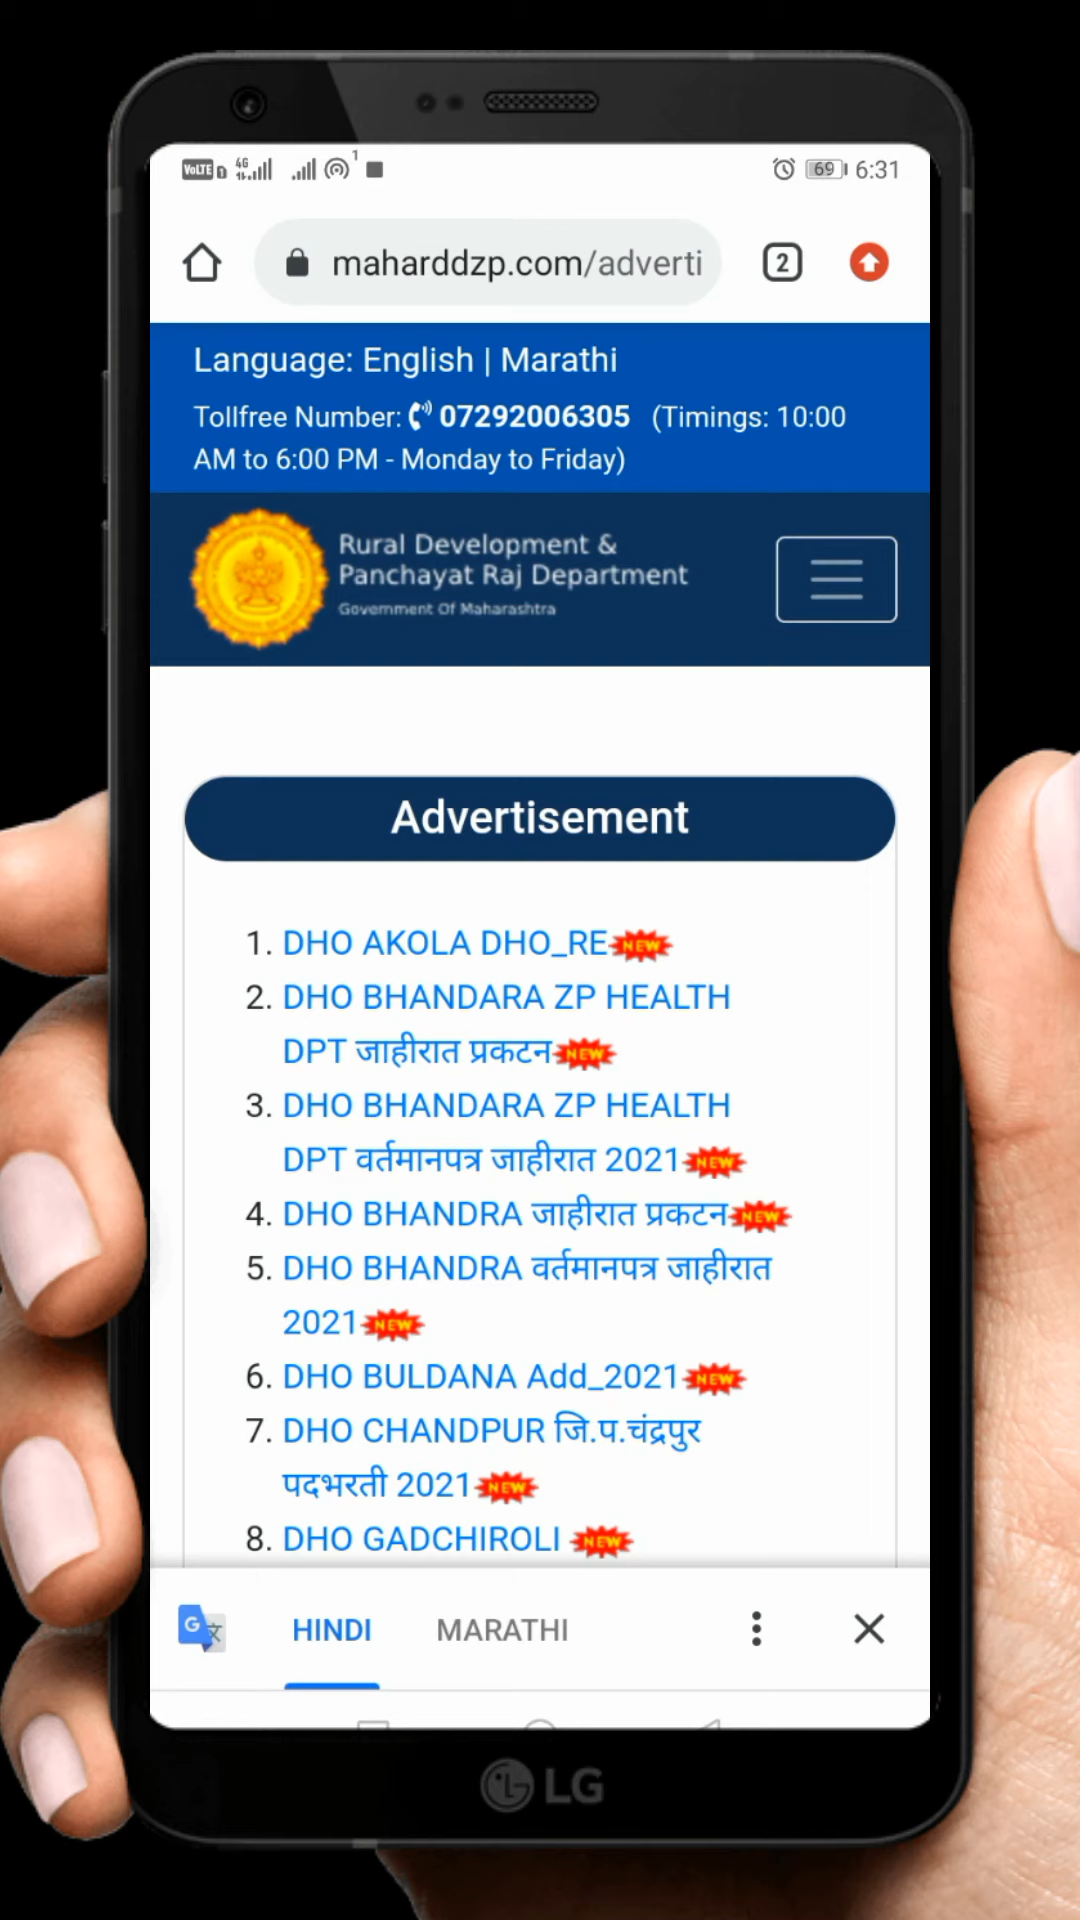 VoLTE 4G 1 69 6:31
maharddzp.com/adverti 2
Language: English | Marathi
Tollfree Number: 07292006305 (Timings: 10:00
AM to 6:00 PM - Monday to Friday)
Rural Development &
Panchayat Raj Department
Government Of Maharashtra
Advertisement
1. DHO AKOLA DHO_RE NEW
2. DHO BHANDARA ZP HEALTH
DPT जाहीरात प्रकटन NEW
3. DHO BHANDARA ZP HEALTH
DPT वर्तमानपत्र जाहीरात 2021 NEW
4. DHO BHANDRA जाहीरात प्रकटन NEW
5. DHO BHANDRA वर्तमानपत्र जाहीरात
2021 NEW
6. DHO BULDANA Add_2021 NEW
7. DHO CHANDPUR जि.प.चंद्रपुर
पदभरती 2021 NEW
8. DHO GADCHIROLI NEW
G 文 HINDI MARATHI
LG